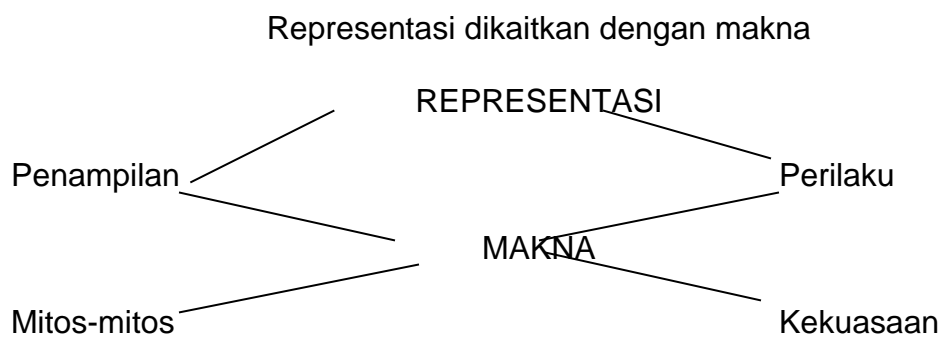 Representasi dikaitkan dengan makna
REPRESENTASI
Penampilan Perilaku
MAKNA
Mitos-mitos Kekuasaan